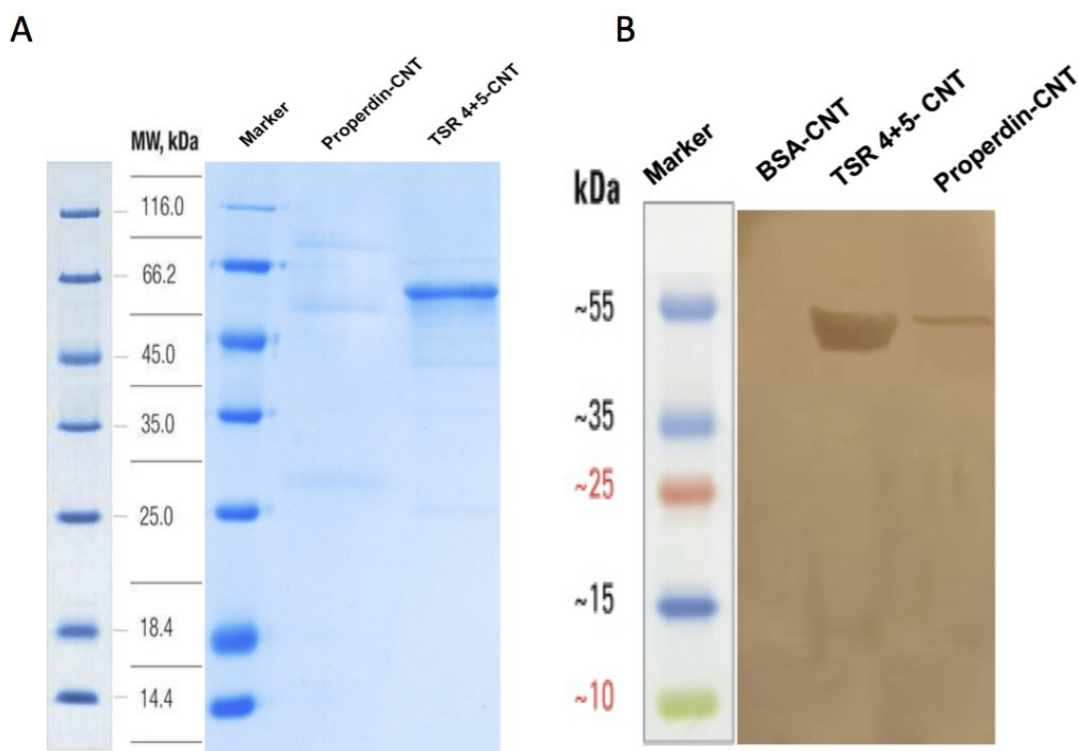 A
MW, kDa
Marker
Properdin-CNT
TSR 4+5-CNT
116.0
66.2
45.0
35.0
25.0
18.4
14.4
B
kDa
Marker
BSA-CNT
TSR 4+5- CNT
Properdin-CNT
~55
~35
~25
~15
~10